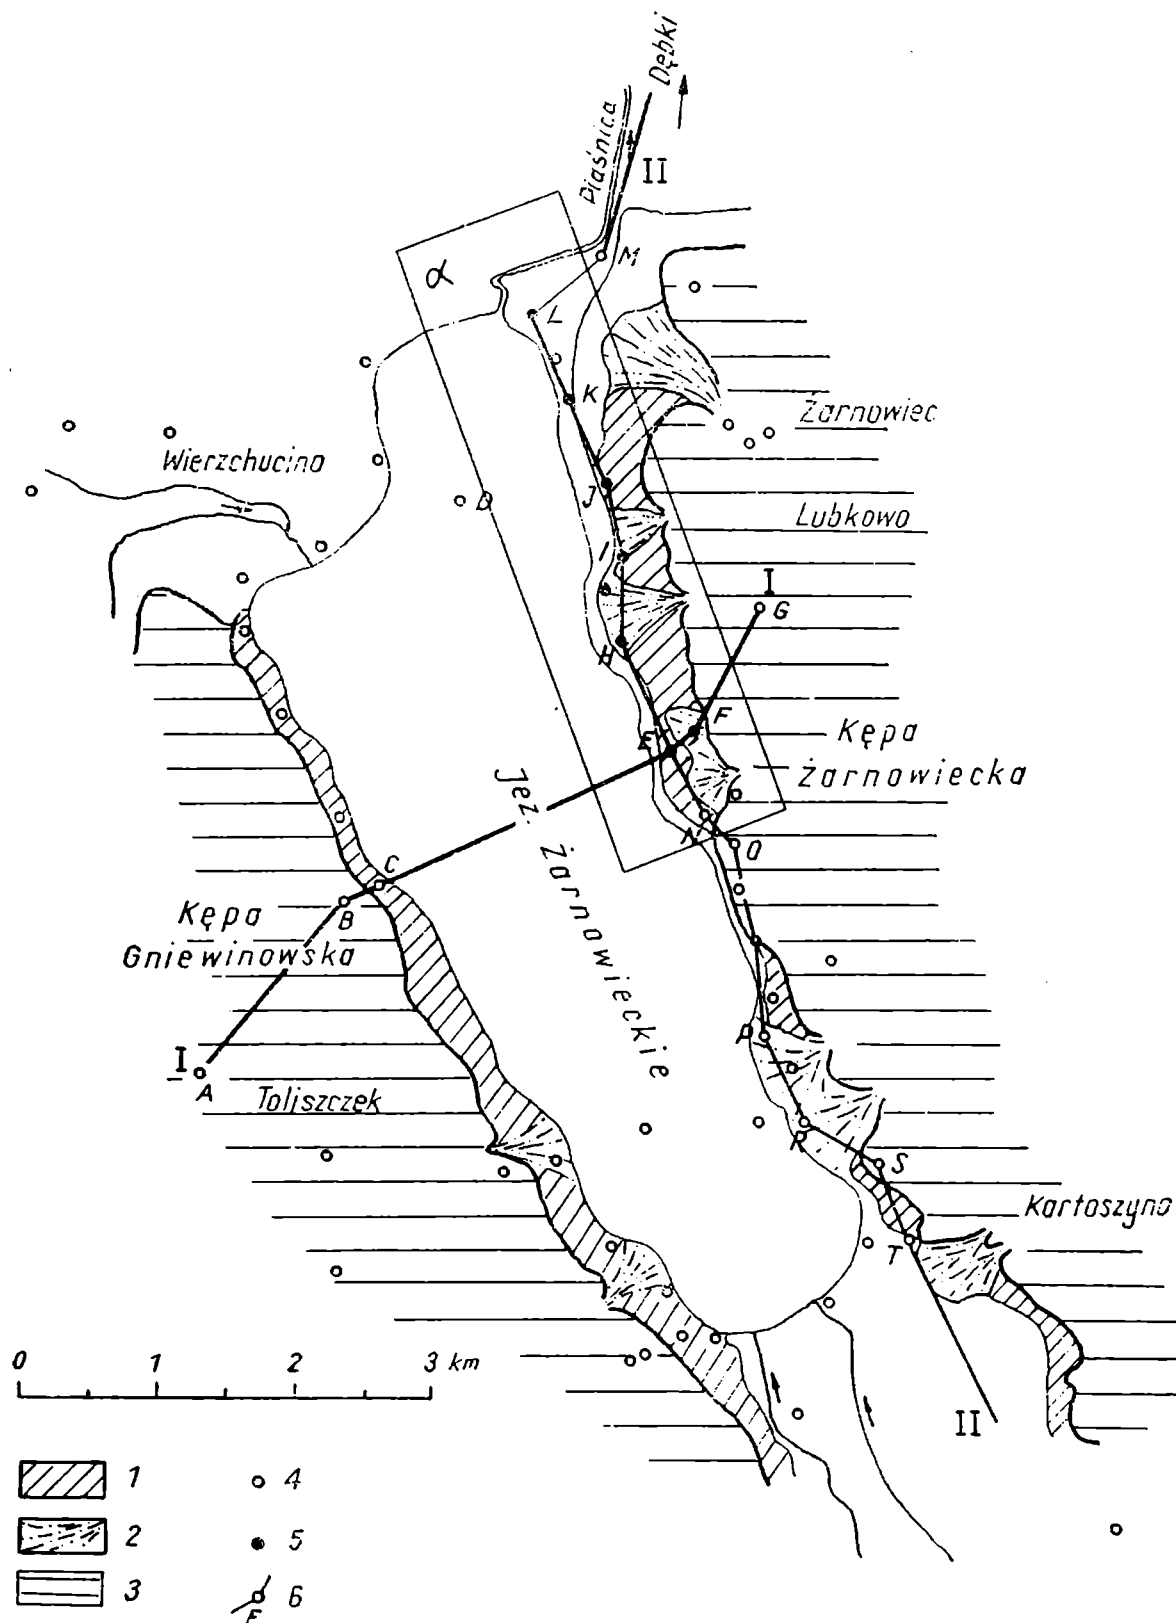 Dębki
Piaśnica
II
M
α
L
K
Żarnowiec
Wierzchucino
J
D
Lubkowo
I
G
H
F
E
Kępa
Żarnowiecka
Jez. Żarnowieckie
N
O
C
B
Kępa
Gniewinowska
P
I
A
Toliszczek
R
S
Kartoszyno
T
0 1 2 3 km
II
1
4
2
5
3
6
F